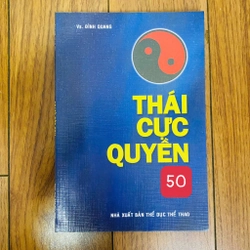 Vs. ĐÌNH QUANG
THÁI
CỰC
QUYỀN
50
NHÀ XUẤT BẢN THỂ DỤC THỂ THAO